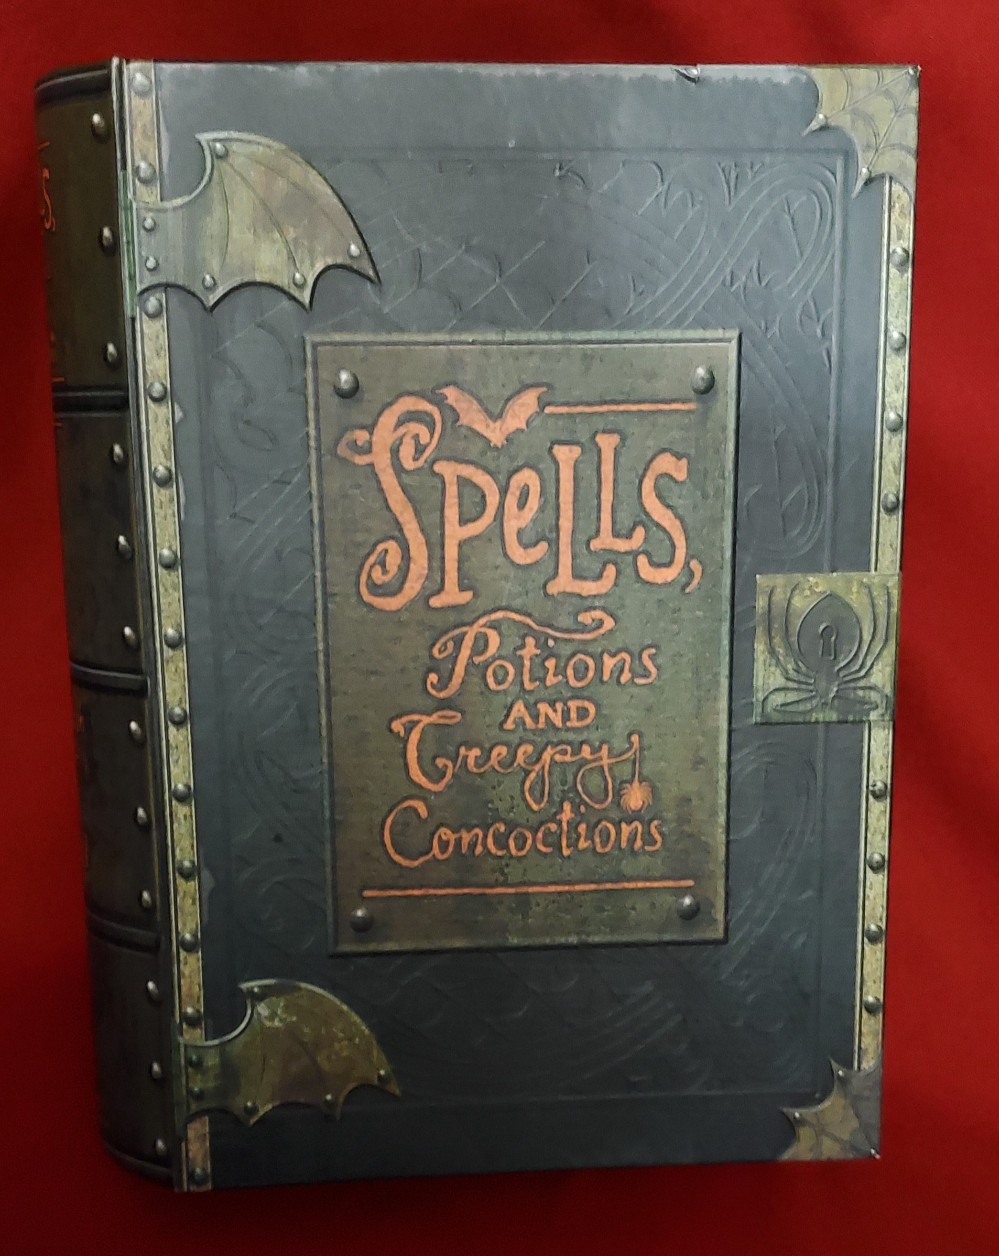 Spells,
Potions
AND
Creepy
Concoctions